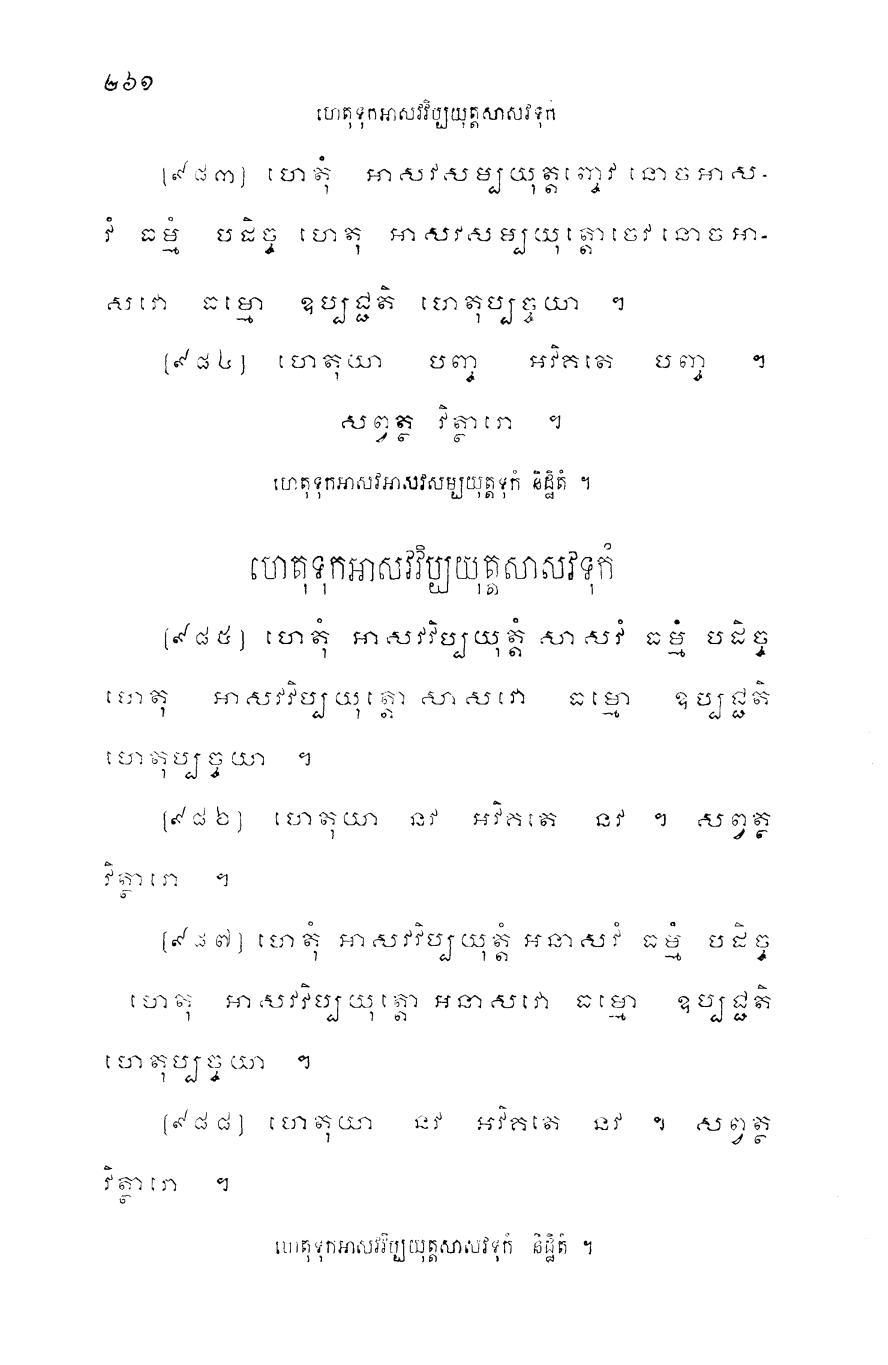 ២៦១
ហេតុទុកអាសវវិប្បយុត្តសាសវទុកំ
[៩៨៣] ហេតុំ អាសវសម្បយុត្តញ្ចេវ នោចអាស-
វំ ធម្មំ បដិច្ច ហេតុ អាសវសម្បយុត្តោចេវ នោចអា-
សវោ ធម្មោ ឧប្បជ្ជតិ ហេតុប្បច្ចយា ។
[៩៨៤] ហេតុយា បញ្ច អវិគតេ បញ្ច ។
សព្វត្ថ វិត្ថារោ ។
ហេតុទុកអាសវអាសវសម្បយុត្តទុកំ និដ្ឋិតំ ។
ហេតុទុកអាសវវិប្បយុត្តសាសវទុកំ
[៩៨៥] ហេតុំ អាសវវិប្បយុត្តំ សាសវំ ធម្មំ បដិច្ច
ហេតុ អាសវវិប្បយុត្តោ សាសវោ ធម្មោ ឧប្បជ្ជតិ
ហេតុប្បច្ចយា ។
[៩៨៦] ហេតុយា នវ អវិគតេ នវ ។ សព្វត្ថ
វិត្ថារោ ។
[៩៨៧] ហេតុំ អាសវវិប្បយុត្តំ អនាសវំ ធម្មំ បដិច្ច
ហេតុ អាសវវិប្បយុត្តោ អនាសវោ ធម្មោ ឧប្បជ្ជតិ
ហេតុប្បច្ចយា ។
[៩៨៨] ហេតុយា នវ អវិគតេ នវ ។ សព្វត្ថ
វិត្ថារោ ។
ហេតុទុកអាសវវិប្បយុត្តសាសវទុកំ និដ្ឋិតំ ។